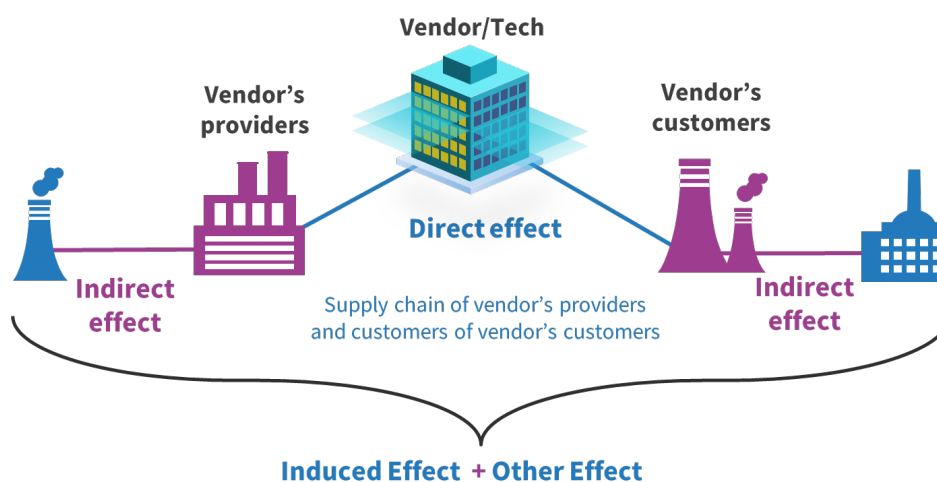 Vendor/Tech
Vendor’s
providers
Vendor’s
customers
Direct effect
Indirect
effect
Indirect
effect
Supply chain of vendor’s providers
and customers of vendor’s customers
Induced Effect + Other Effect